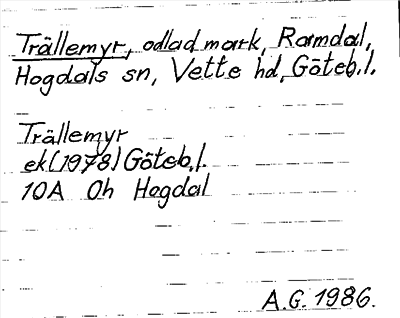 Trällemyr, odlad mark, Ramdal,
Hogdals sn, Vette hd, Göteb.l.
Trällemyr
ek (1978) Göteb.l.
10A Oh Hogdal
A.G. 1986.